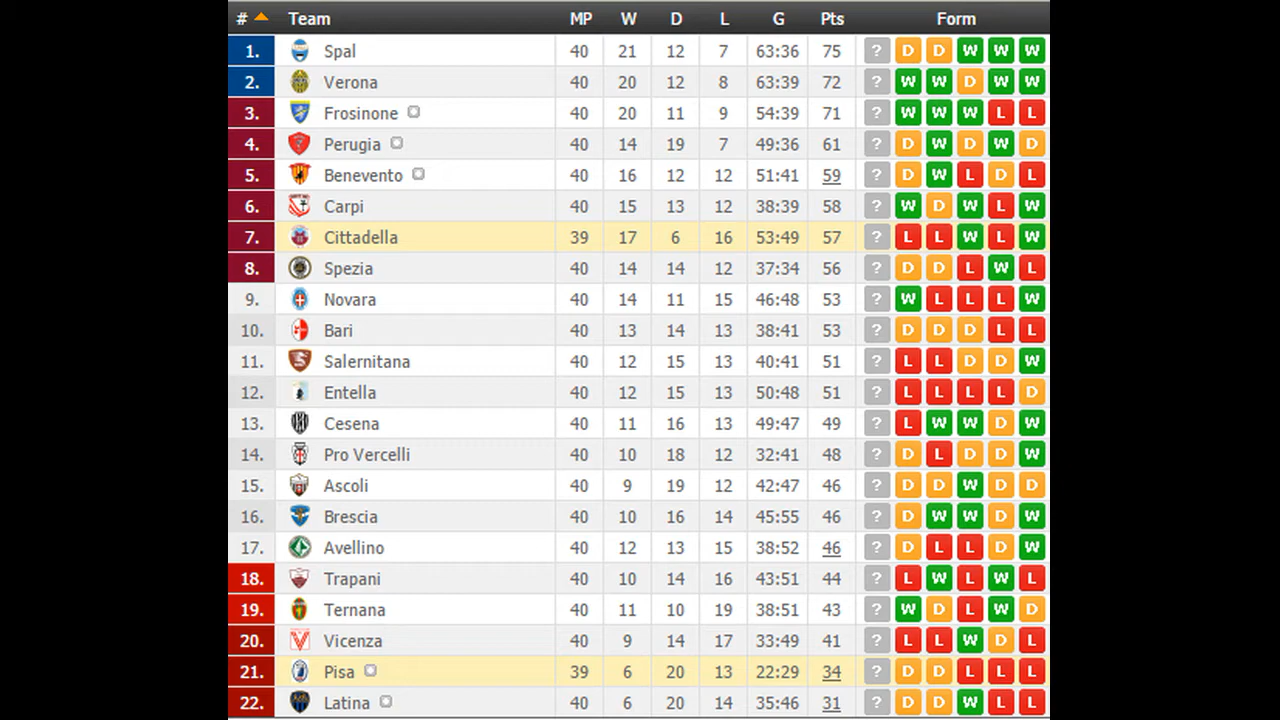 # Team MP W D L G Pts Form
1. Spal 40 21 12 7 63:36 75 ? D D W W W
2. Verona 40 20 12 8 63:39 72 ? W W D W W
3. Frosinone 40 20 11 9 54:39 71 ? W W W L L
4. Perugia 40 14 19 7 49:36 61 ? D W D W D
5. Benevento 40 16 12 12 51:41 59 ? D W L D L
6. Carpi 40 15 13 12 38:39 58 ? W D W L W
7. Cittadella 39 17 6 16 53:49 57 ? L L W L W
8. Spezia 40 14 14 12 37:34 56 ? D D L W L
9. Novara 40 14 11 15 46:48 53 ? W L L L W
10. Bari 40 13 14 13 38:41 53 ? D D D L L
11. Salernitana 40 12 15 13 40:41 51 ? L L D D W
12. Entella 40 12 15 13 50:48 51 ? L L L L D
13. Cesena 40 11 16 13 49:47 49 ? L W W D W
14. Pro Vercelli 40 10 18 12 32:41 48 ? D L D D W
15. Ascoli 40 9 19 12 42:47 46 ? D D W D D
16. Brescia 40 10 16 14 45:55 46 ? D W W D W
17. Avellino 40 12 13 15 38:52 46 ? D L L D W
18. Trapani 40 10 14 16 43:51 44 ? L W L W L
19. Ternana 40 11 10 19 38:51 43 ? W D L W D
20. Vicenza 40 9 14 17 33:49 41 ? L L W D L
21. Pisa 39 6 20 13 22:29 34 ? D D L L L
22. Latina 40 6 20 14 35:46 31 ? D D W L L